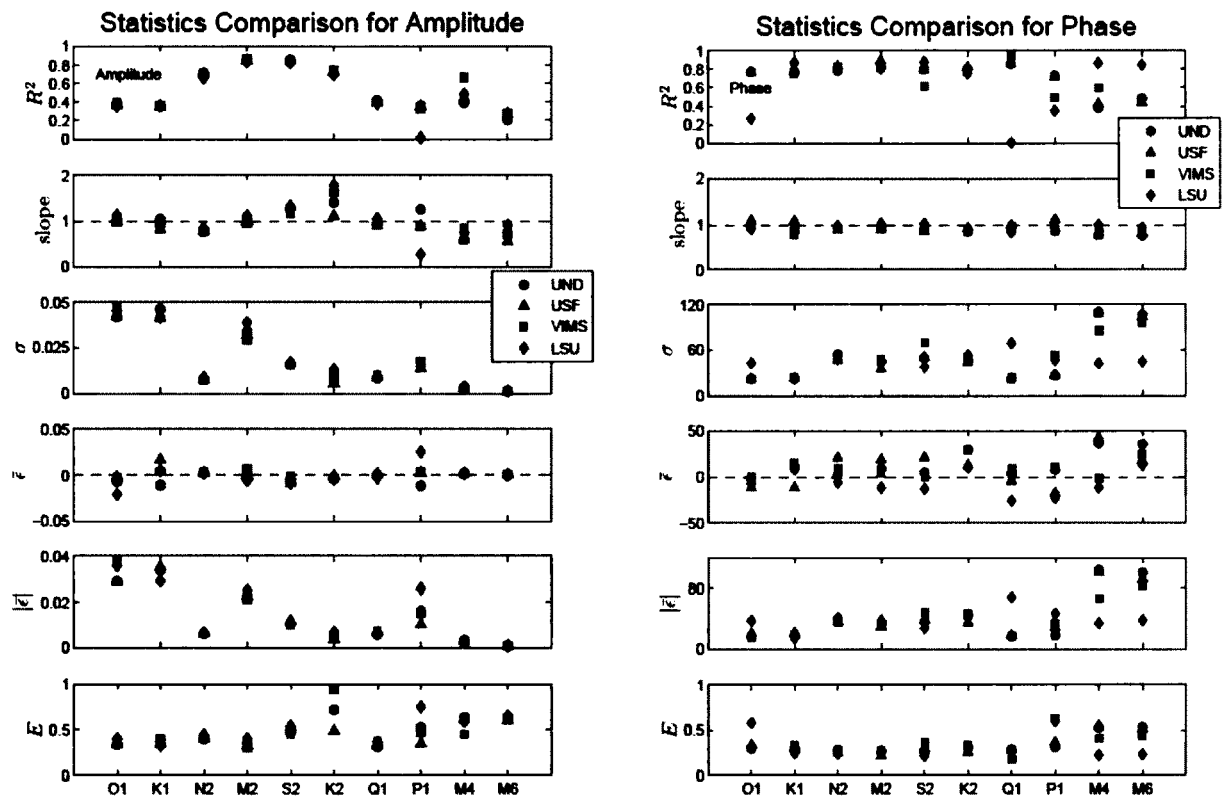 Statistics Comparison for Amplitude
Amplitude
R²
1
0.8
0.6
0.4
0.2
0
slope
2
1
0
UND
USF
VIMS
LSU
σ
0.05
0.025
0
ε̄
0.05
0
−0.05
|ε̄|
0.04
0.02
0
E
1
0.5
0
O1 K1 N2 M2 S2 K2 Q1 P1 M4 M6
Statistics Comparison for Phase
Phase
R²
1
0.8
0.6
0.4
0.2
0
UND
USF
VIMS
LSU
slope
2
1
0
σ
120
60
0
ε̄
50
0
−50
|ε̄|
80
0
E
1
0.5
0
O1 K1 N2 M2 S2 K2 Q1 P1 M4 M6